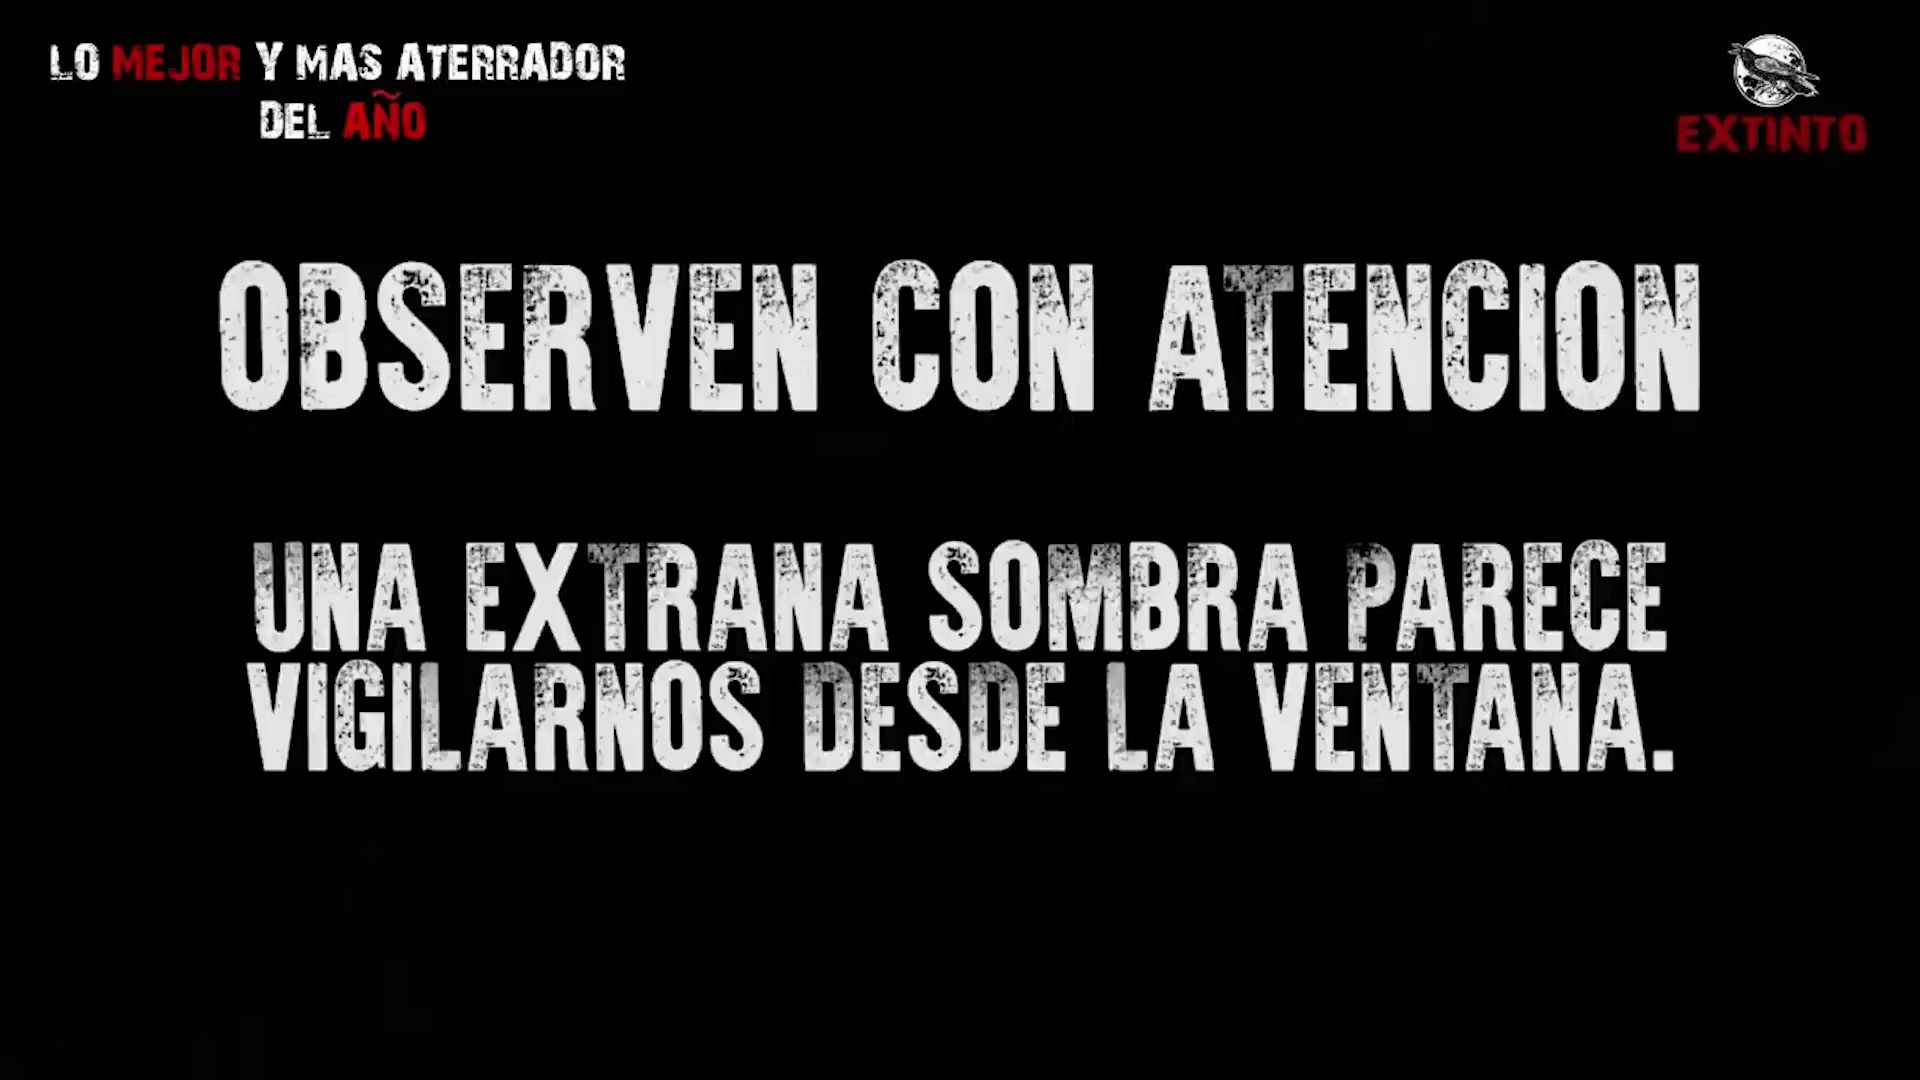 LO MEJOR Y MAS ATERRADOR
DEL AÑO
EXTINTO
OBSERVEN CON ATENCION
UNA EXTRANA SOMBRA PARECE
VIGILARNOS DESDE LA VENTANA.